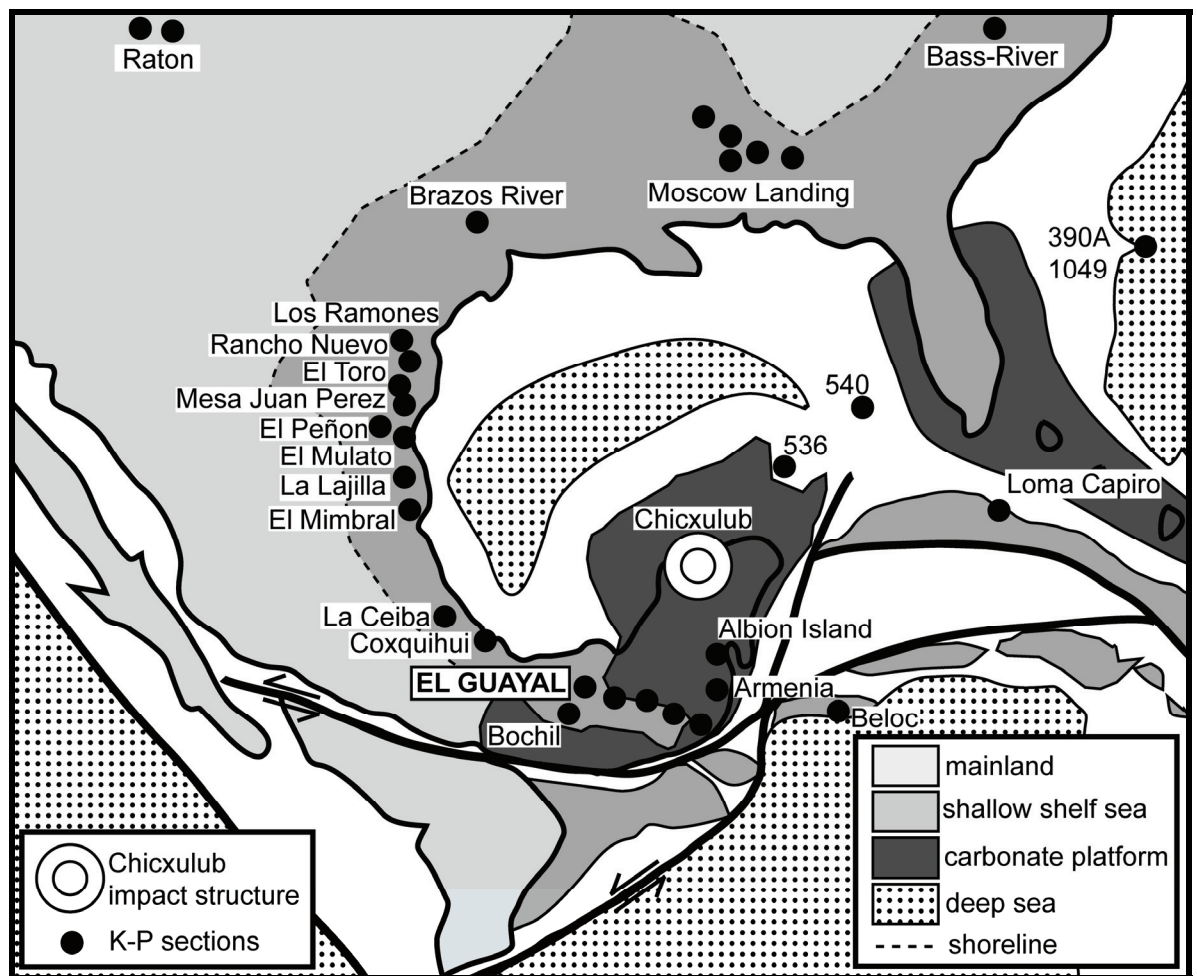 Raton
Bass-River
Moscow Landing
Brazos River
390A
1049
Los Ramones
Rancho Nuevo
El Toro
Mesa Juan Perez
El Peñon
El Mulato
La Lajilla
El Mimbral
540
536
Loma Capiro
Chicxulub
La Ceiba
Coxquihui
Albion Island
EL GUAYAL
Armenia
Bochil
Beloc
Chicxulub
impact structure
K-P sections
mainland
shallow shelf sea
carbonate platform
deep sea
shoreline